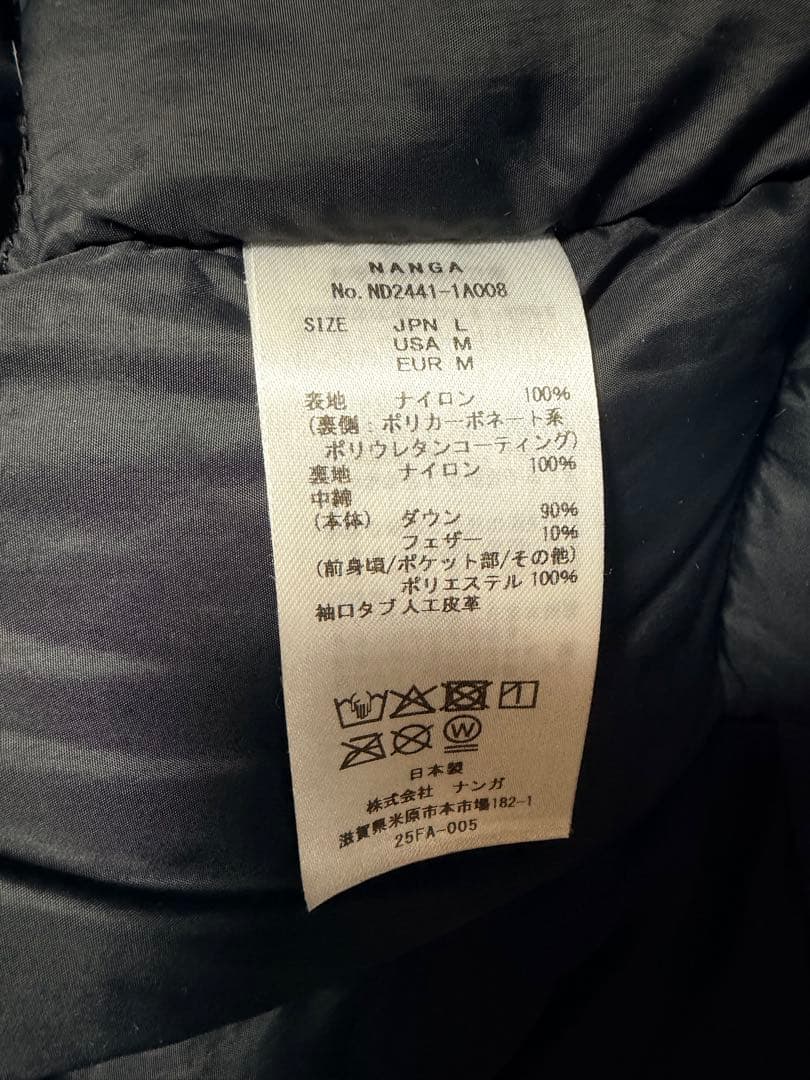 NANGA
No. ND2441-1A008
SIZE JPN L
USA M
EUR M
表地 ナイロン 100%
(裏側:ポリカーボネート系
ポリウレタンコーティング)
裏地 ナイロン 100%
中綿
(本体) ダウン 90%
フェザー 10%
(前身頃/ポケット部/その他)
ポリエステル 100%
袖口タブ人工皮革
W
日本製
株式会社 ナンガ
滋賀県米原市本市場182-1
25FA-005